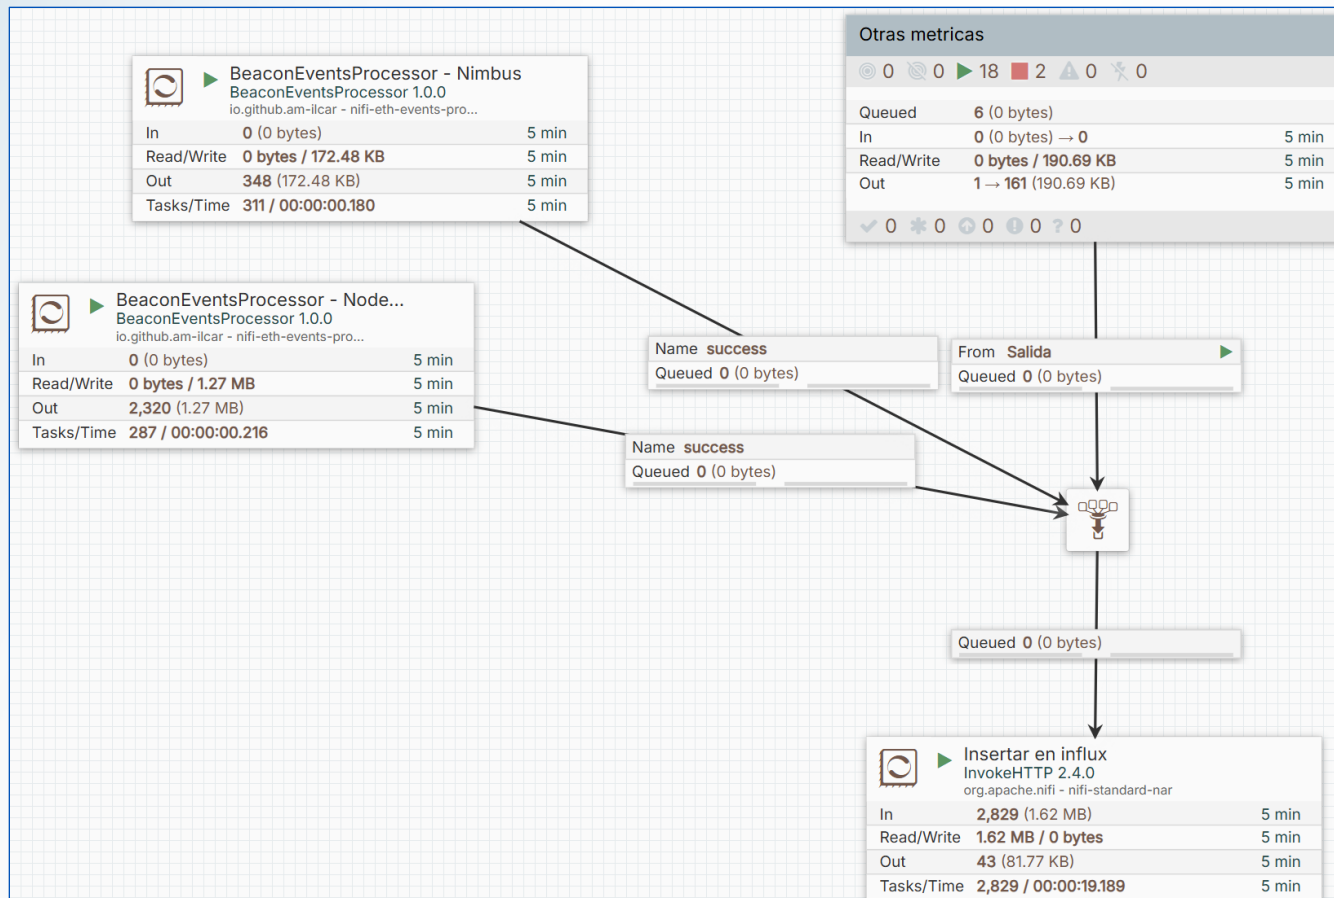 BeaconEventsProcessor - Nimbus
BeaconEventsProcessor 1.0.0
io.github.am-ilcar - nifi-eth-events-pro...
In 0 (0 bytes) 5 min
Read/Write 0 bytes / 172.48 KB 5 min
Out 348 (172.48 KB) 5 min
Tasks/Time 311 / 00:00:00.180 5 min
Otras metricas
0 0 18 2 0 0
Queued 6 (0 bytes)
In 0 (0 bytes) → 0 5 min
Read/Write 0 bytes / 190.69 KB 5 min
Out 1 → 161 (190.69 KB) 5 min
0 0 0 0 ? 0
BeaconEventsProcessor - Node...
BeaconEventsProcessor 1.0.0
io.github.am-ilcar - nifi-eth-events-pro...
In 0 (0 bytes) 5 min
Read/Write 0 bytes / 1.27 MB 5 min
Out 2,320 (1.27 MB) 5 min
Tasks/Time 287 / 00:00:00.216 5 min
Name success
Queued 0 (0 bytes)
From Salida
Queued 0 (0 bytes)
Name success
Queued 0 (0 bytes)
Queued 0 (0 bytes)
Insertar en influx
InvokeHTTP 2.4.0
org.apache.nifi - nifi-standard-nar
In 2,829 (1.62 MB) 5 min
Read/Write 1.62 MB / 0 bytes 5 min
Out 43 (81.77 KB) 5 min
Tasks/Time 2,829 / 00:00:19.189 5 min